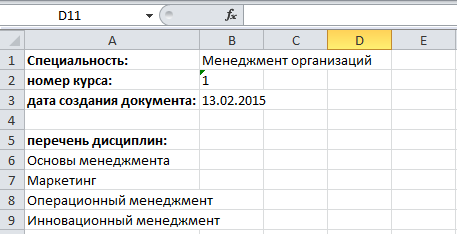 D11 fx
A B C D E
1 Специальность: Менеджмент организаций
2 номер курса: 1
3 дата создания документа: 13.02.2015
4
5 перечень дисциплин:
6 Основы менеджмента
7 Маркетинг
8 Операционный менеджмент
9 Инновационный менеджмент